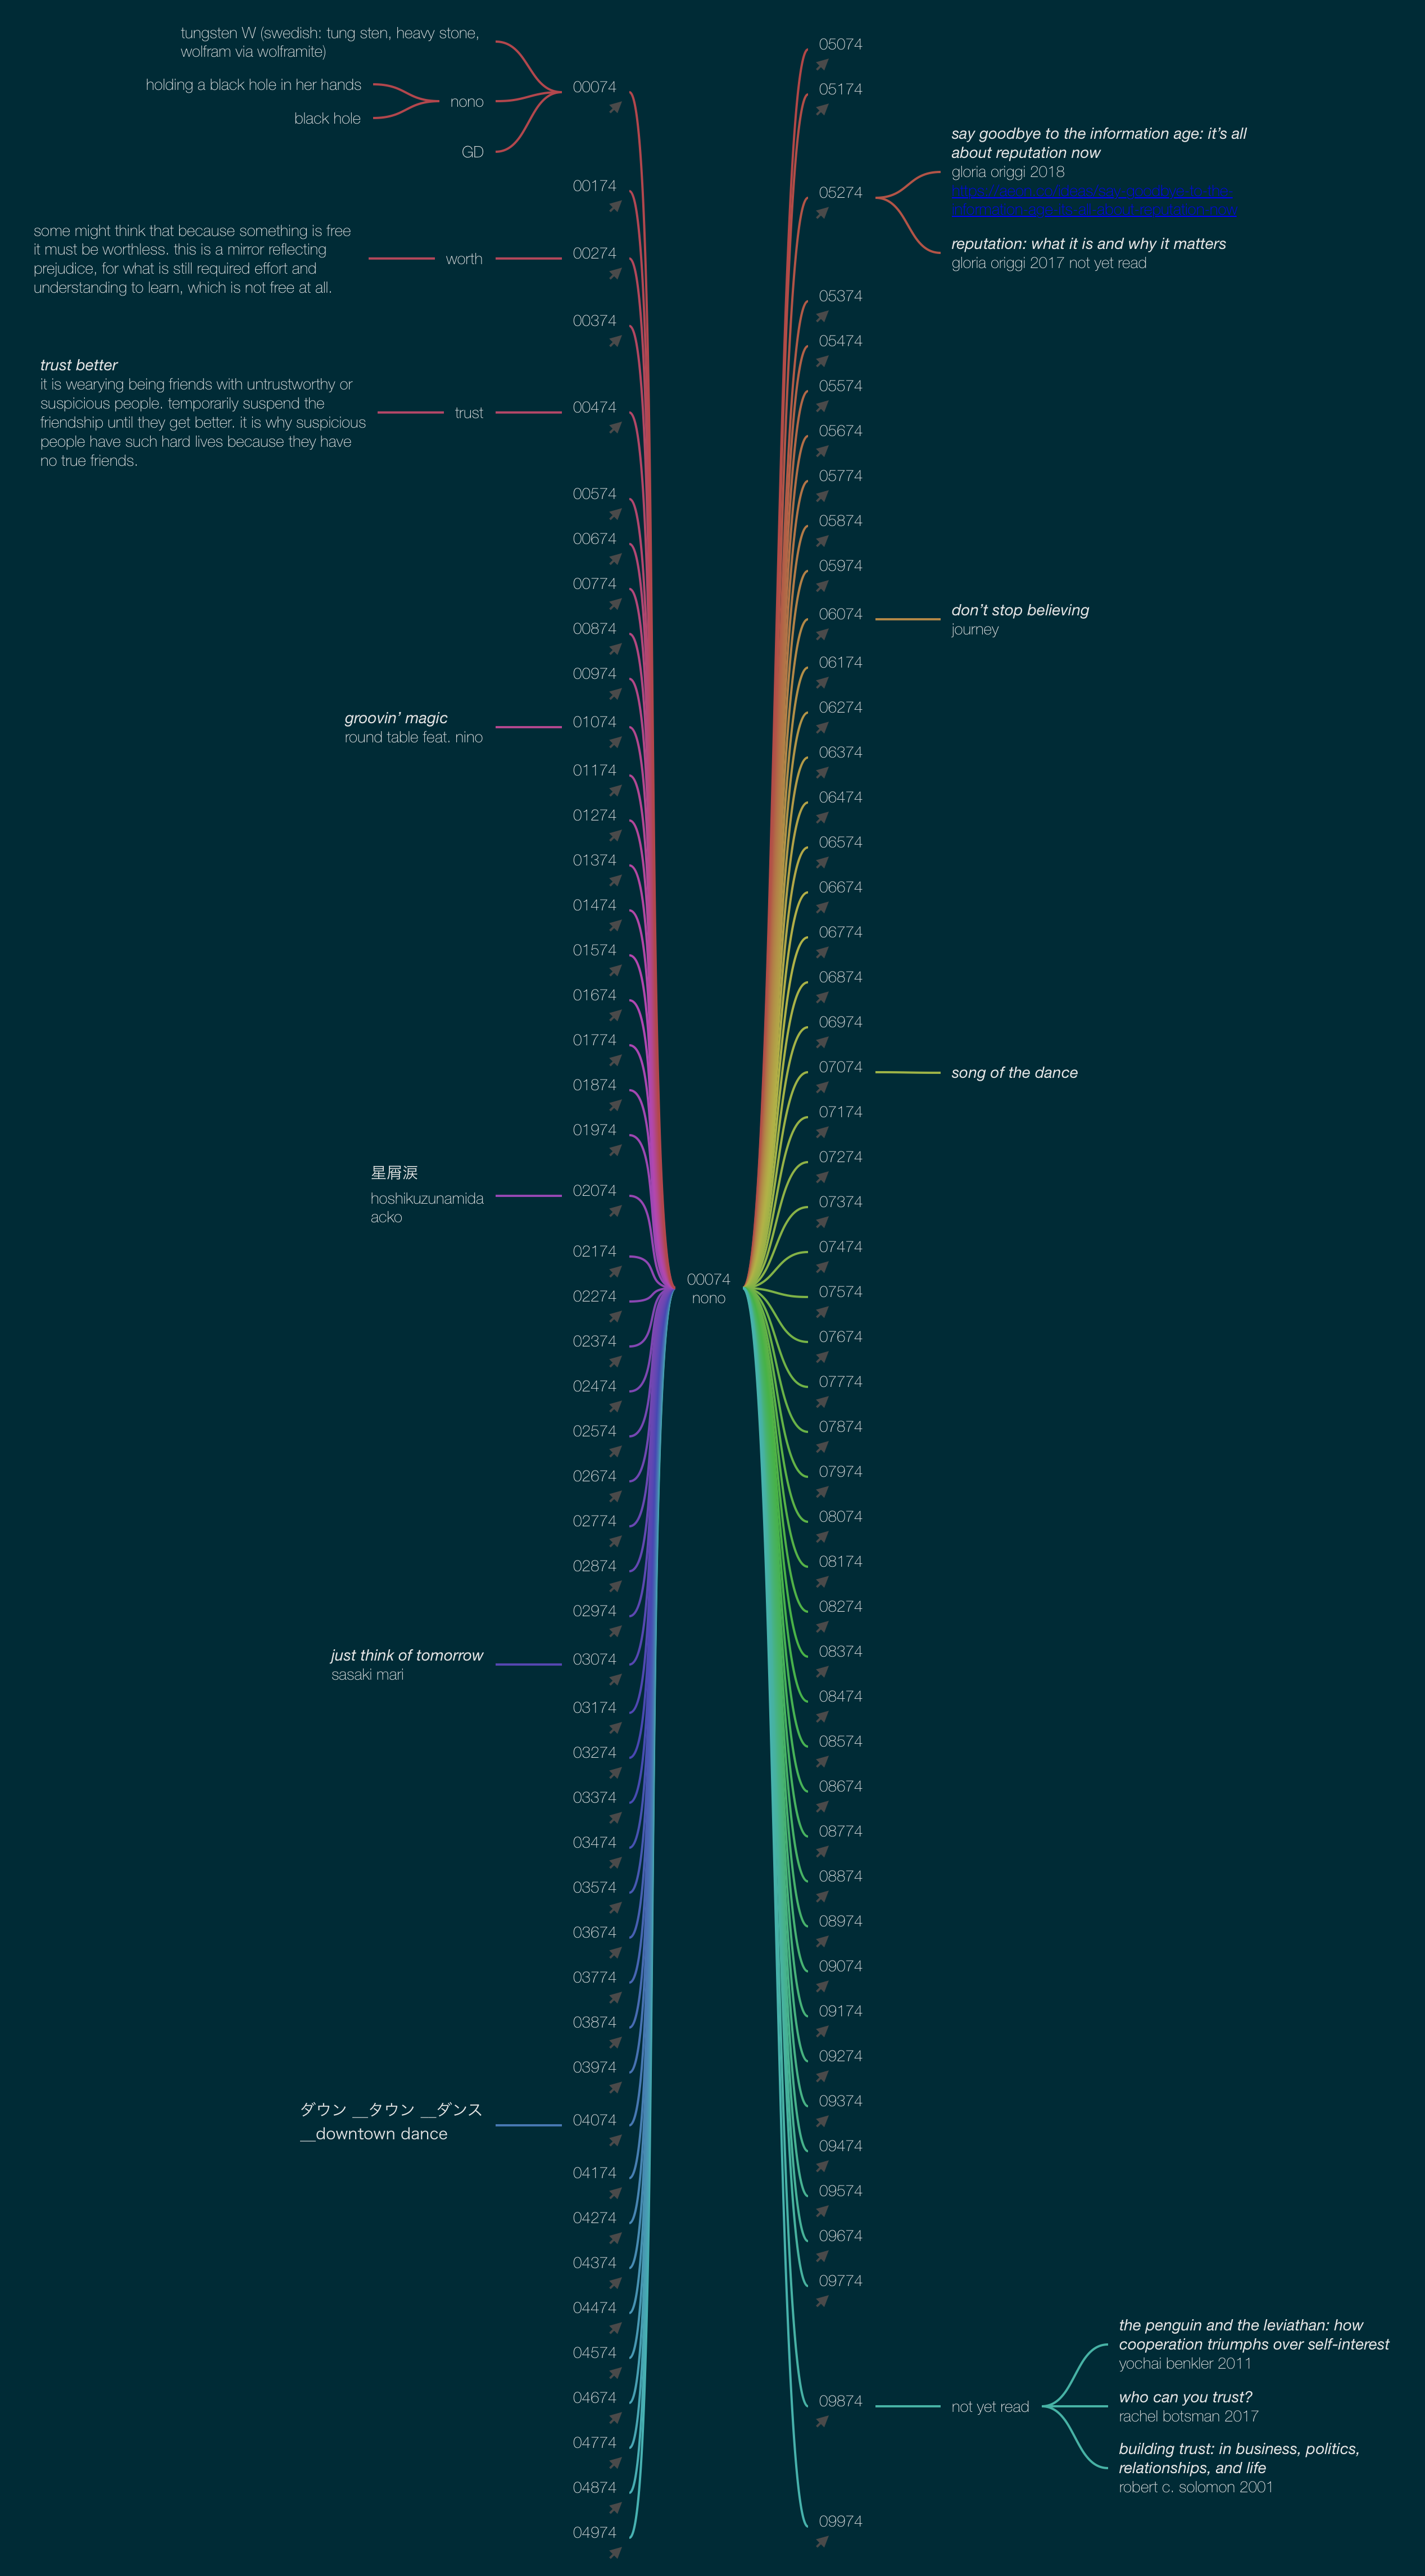 tungsten W (swedish: tung sten, heavy stone,
wolfram via wolframite)
holding a black hole in her hands
black hole
nono
GD
00074
00174
some might think that because something is free
it must be worthless. this is a mirror reflecting
prejudice, for what is still required effort and
understanding to learn, which is not free at all.
worth
00274
00374
trust better
it is wearying being friends with untrustworthy or
suspicious people. temporarily suspend the
friendship until they get better. it is why suspicious
people have such hard lives because they have
no true friends.
trust
00474
00574
00674
00774
00874
00974
groovin' magic
round table feat. nino
01074
01174
01274
01374
01474
01574
01674
01774
01874
01974
星屑涙
hoshikuzunamida
acko
02074
02174
02274
02374
02474
02574
02674
02774
02874
02974
just think of tomorrow
sasaki mari
03074
03174
03274
03374
03474
03574
03674
03774
03874
03974
ダウン __タウン __ダンス
__downtown dance
04074
04174
04274
04374
04474
04574
04674
04774
04874
04974
00074
nono
05074
05174
05274
say goodbye to the information age: it's all
about reputation now
gloria origgi 2018
reputation: what it is and why it matters
gloria origgi 2017 not yet read
05374
05474
05574
05674
05774
05874
05974
06074
don't stop believing
journey
06174
06274
06374
06474
06574
06674
06774
06874
06974
07074
song of the dance
07174
07274
07374
07474
07574
07674
07774
07874
07974
08074
08174
08274
08374
08474
08574
08674
08774
08874
08974
09074
09174
09274
09374
09474
09574
09674
09774
09874
not yet read
the penguin and the leviathan: how
cooperation triumphs over self-interest
yochai benkler 2011
who can you trust?
rachel botsman 2017
building trust: in business, politics,
relationships, and life
robert c. solomon 2001
09974